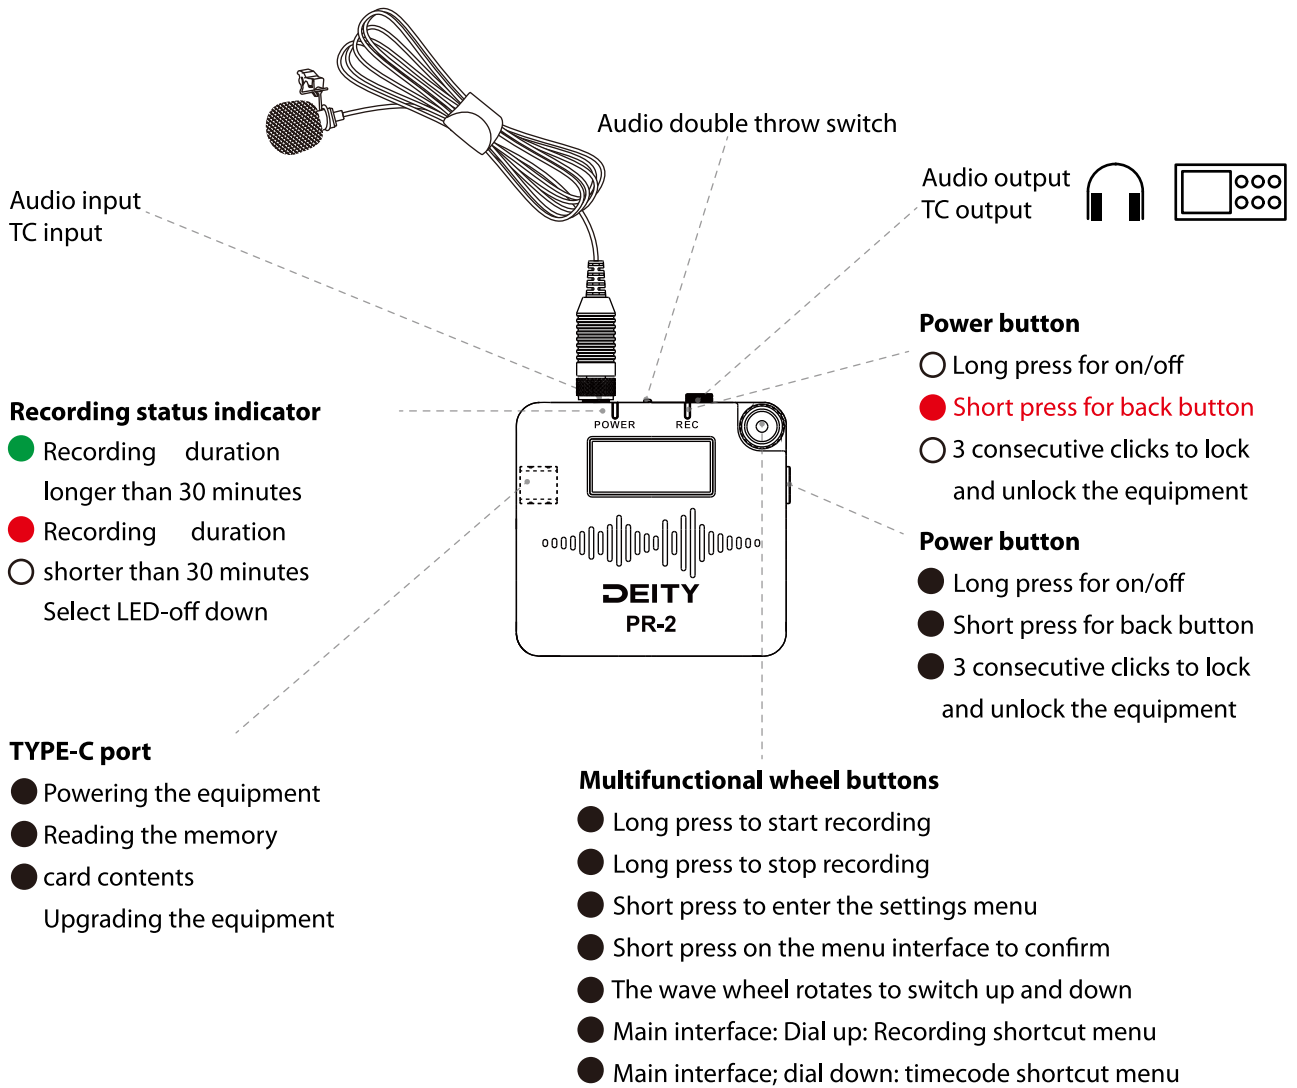 Audio double throw switch
Audio output
TC output
Audio input
TC input
Power button
Long press for on/off
Short press for back button
3 consecutive clicks to lock
and unlock the equipment
Recording status indicator
Recording duration
longer than 30 minutes
Recording duration
shorter than 30 minutes
Select LED-off down
POWER
REC
DEITY
PR-2
Power button
Long press for on/off
Short press for back button
3 consecutive clicks to lock
and unlock the equipment
TYPE-C port
Powering the equipment
Reading the memory
card contents
Upgrading the equipment
Multifunctional wheel buttons
Long press to start recording
Long press to stop recording
Short press to enter the settings menu
Short press on the menu interface to confirm
The wave wheel rotates to switch up and down
Main interface: Dial up: Recording shortcut menu
Main interface; dial down: timecode shortcut menu